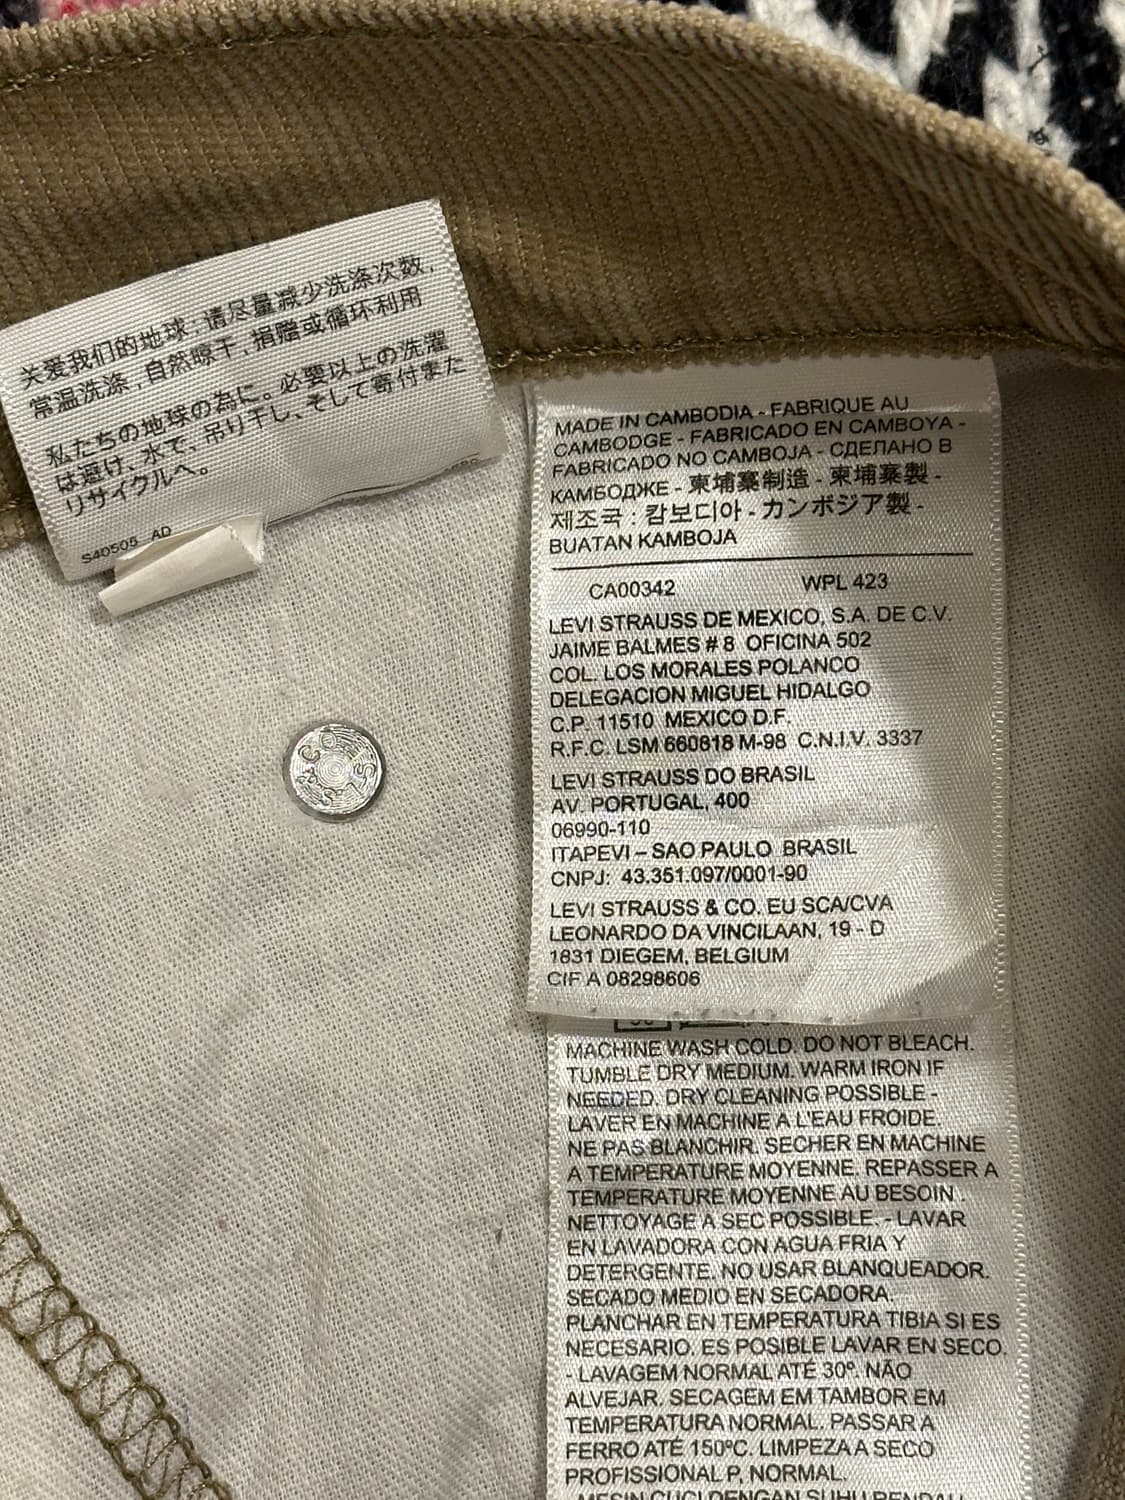 关爱我们的地球,请尽量减少洗涤次数,
常温洗涤,自然晾干,捐赠或循环利用
私たちの地球の為に。必要以上の洗濯
は避け、水で、吊り干し、そして寄付また
リサイクルへ。
S40505 AD
CO
LS
MADE IN CAMBODIA - FABRIQUE AU
CAMBODGE - FABRICADO EN CAMBOYA -
FABRICADO NO CAMBOJA - СДЕЛАНО В
КАМБОДЖЕ - 柬埔寨制造 - 柬埔寨製 -
제조국 : 캄보디아 - カンボジア製 -
BUATAN KAMBOJA
CA00342 WPL 423
LEVI STRAUSS DE MEXICO, S.A. DE C.V.
JAIME BALMES # 8 OFICINA 502
COL. LOS MORALES POLANCO
DELEGACION MIGUEL HIDALGO
C.P. 11510 MEXICO D.F.
R.F.C. LSM 660818 M-98 C.N.I.V. 3337
LEVI STRAUSS DO BRASIL
AV. PORTUGAL, 400
06990-110
ITAPEVI – SAO PAULO BRASIL
CNPJ: 43.351.097/0001-90
LEVI STRAUSS & CO. EU SCA/CVA
LEONARDO DA VINCILAAN, 19 - D
1831 DIEGEM, BELGIUM
CIF A 08298606
MACHINE WASH COLD. DO NOT BLEACH.
TUMBLE DRY MEDIUM. WARM IRON IF
NEEDED. DRY CLEANING POSSIBLE -
LAVER EN MACHINE A L'EAU FROIDE.
NE PAS BLANCHIR. SECHER EN MACHINE
A TEMPERATURE MOYENNE. REPASSER A
TEMPERATURE MOYENNE AU BESOIN.
NETTOYAGE A SEC POSSIBLE. - LAVAR
EN LAVADORA CON AGUA FRIA Y
DETERGENTE. NO USAR BLANQUEADOR.
SECADO MEDIO EN SECADORA.
PLANCHAR EN TEMPERATURA TIBIA SI ES
NECESARIO. ES POSIBLE LAVAR EN SECO.
- LAVAGEM NORMAL ATÉ 30º. NÃO
ALVEJAR. SECAGEM EM TAMBOR EM
TEMPERATURA NORMAL. PASSAR A
FERRO ATÉ 150ºC. LIMPEZA A SECO
PROFISSIONAL P, NORMAL.
MESIN CUCI DENGAN SUHU RENDAH